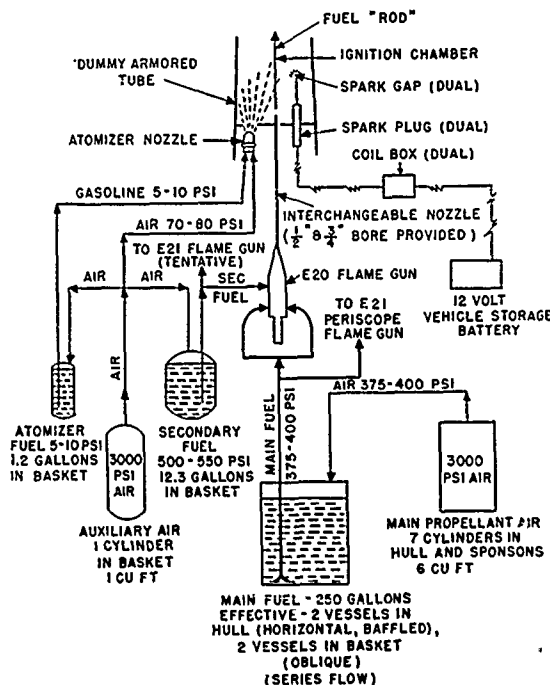 FUEL "ROD"
IGNITION CHAMBER
"DUMMY ARMORED
TUBE
SPARK GAP (DUAL)
ATOMIZER NOZZLE
SPARK PLUG (DUAL)
COIL BOX (DUAL)
GASOLINE 5-10 PSI
AIR 70-80 PSI
INTERCHANGEABLE NOZZLE
(1/2" & 3/4" BORE PROVIDED)
TO E21 FLAME GUN
(TENTATIVE)
AIR AIR
SEC
FUEL
E20 FLAME GUN
12 VOLT
VEHICLE STORAGE
BATTERY
TO E21
PERISCOPE
FLAME GUN
AIR
AIR 375-400 PSI
MAIN FUEL
375-400 PSI
ATOMIZER
FUEL 5-10PSI
1.2 GALLONS
IN BASKET
3000
PSI
AIR
SECONDARY
FUEL
500-550 PSI
12.3 GALLONS
IN BASKET
3000
PSI AIR
AUXILIARY AIR
1 CYLINDER
IN BASKET
1 CU FT
MAIN PROPELLANT AIR
7 CYLINDERS IN
HULL AND SPONSONS
6 CU FT
MAIN FUEL - 250 GALLONS
EFFECTIVE - 2 VESSELS IN
HULL (HORIZONTAL, BAFFLED),
2 VESSELS IN BASKET
(OBLIQUE)
(SERIES FLOW)